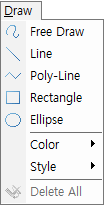 Draw
Free Draw
Line
Poly-Line
Rectangle
Ellipse
Color
Style
Delete All